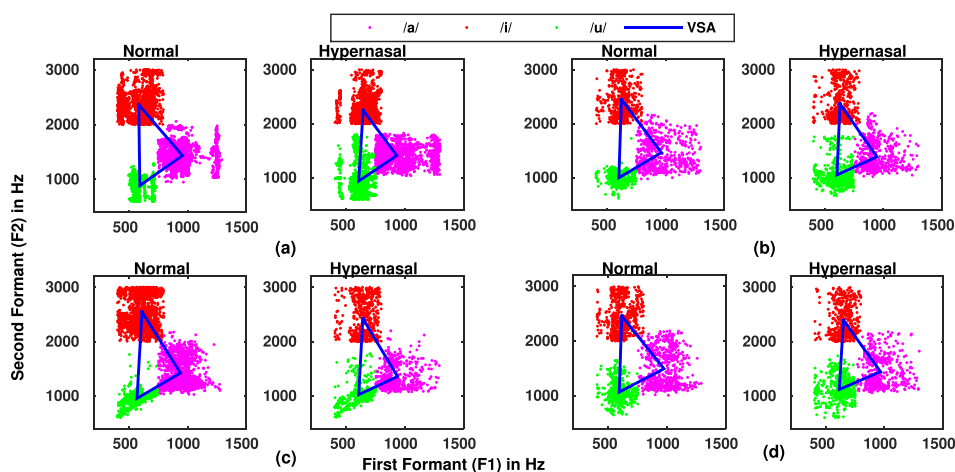 /a/ /i/ /u/ VSA
Normal Hypernasal Normal Hypernasal
3000 3000 3000 3000
2000 2000 2000 2000
1000 1000 1000 1000
500 1000 1500 500 1000 1500 500 1000 1500 500 1000 1500
(a) (b)
Second Formant (F2) in Hz
Normal Hypernasal Normal Hypernasal
3000 3000 3000 3000
2000 2000 2000 2000
1000 1000 1000 1000
500 1000 1500 500 1000 1500 500 1000 1500 500 1000 1500
(c) First Formant (F1) in Hz (d)